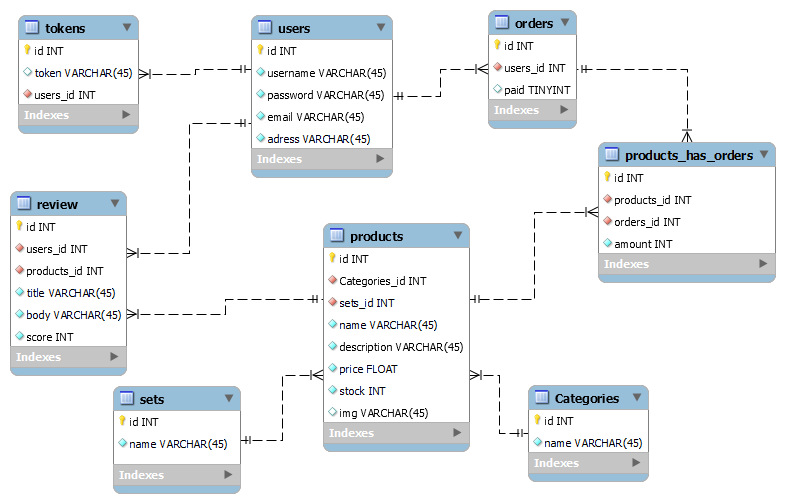 tokens
id INT
token VARCHAR(45)
users_id INT
Indexes
users
id INT
username VARCHAR(45)
password VARCHAR(45)
email VARCHAR(45)
adress VARCHAR(45)
Indexes
orders
id INT
users_id INT
paid TINYINT
Indexes
products_has_orders
id INT
products_id INT
orders_id INT
amount INT
Indexes
review
id INT
users_id INT
products_id INT
title VARCHAR(45)
body VARCHAR(45)
score INT
Indexes
products
id INT
Categories_id INT
sets_id INT
name VARCHAR(45)
description VARCHAR(45)
price FLOAT
stock INT
img VARCHAR(45)
Indexes
sets
id INT
name VARCHAR(45)
Indexes
Categories
id INT
name VARCHAR(45)
Indexes